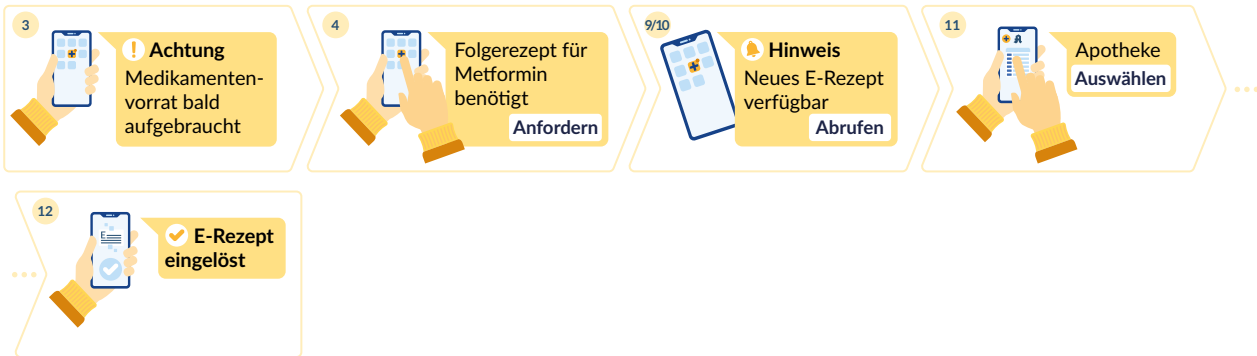 3
Achtung
Medikamenten-
vorrat bald
aufgebraucht
4
Folgerezept für
Metformin
benötigt
Anfordern
9/10
Hinweis
Neues E-Rezept
verfügbar
Abrufen
11
Apotheke
Auswählen
12
E
E-Rezept
eingelöst